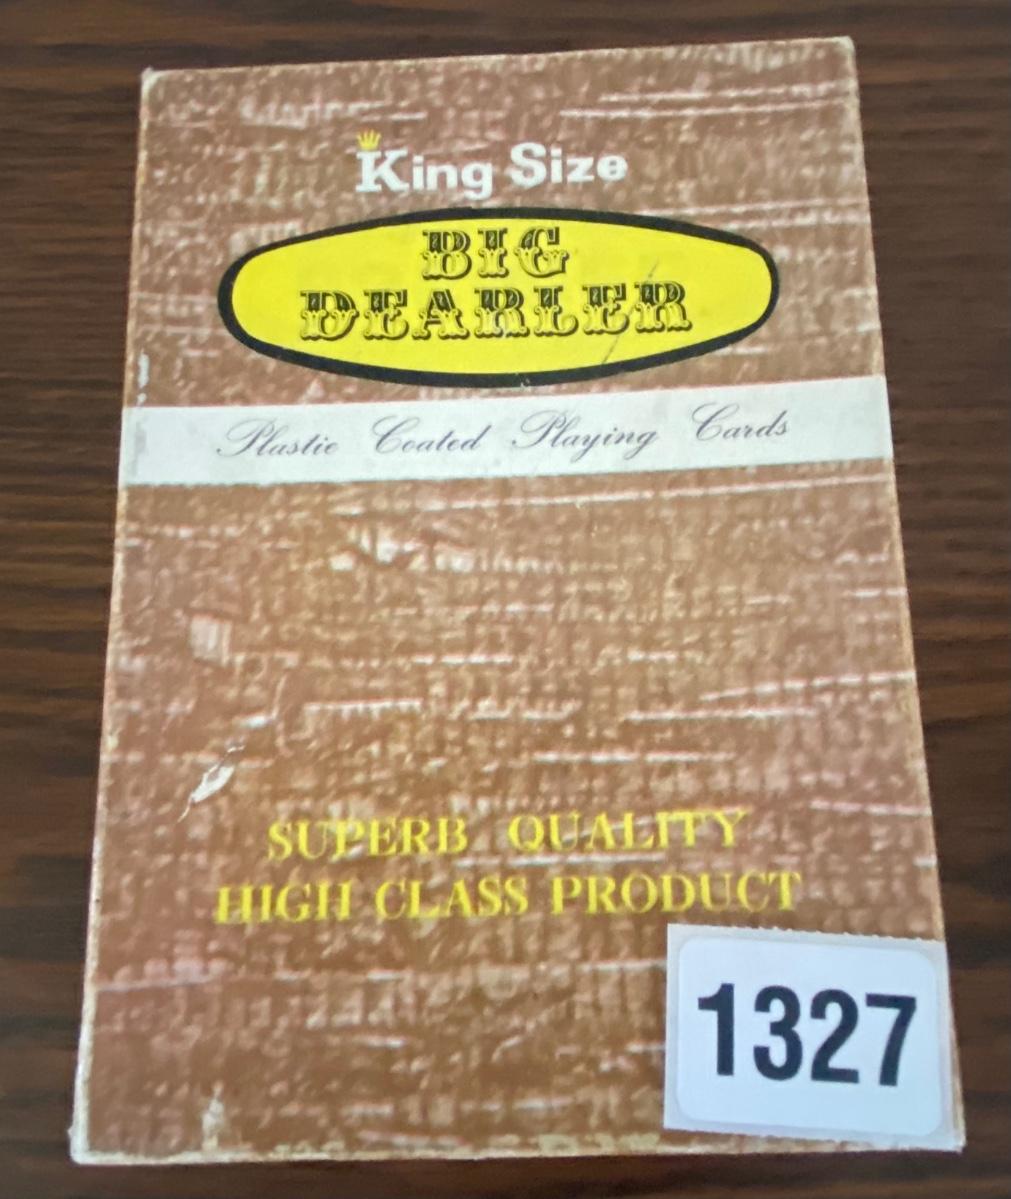 King Size
BIG
DEARLER
Plastic Coated Playing Cards
SUPERB QUALITY
HIGH CLASS PRODUCT
1327